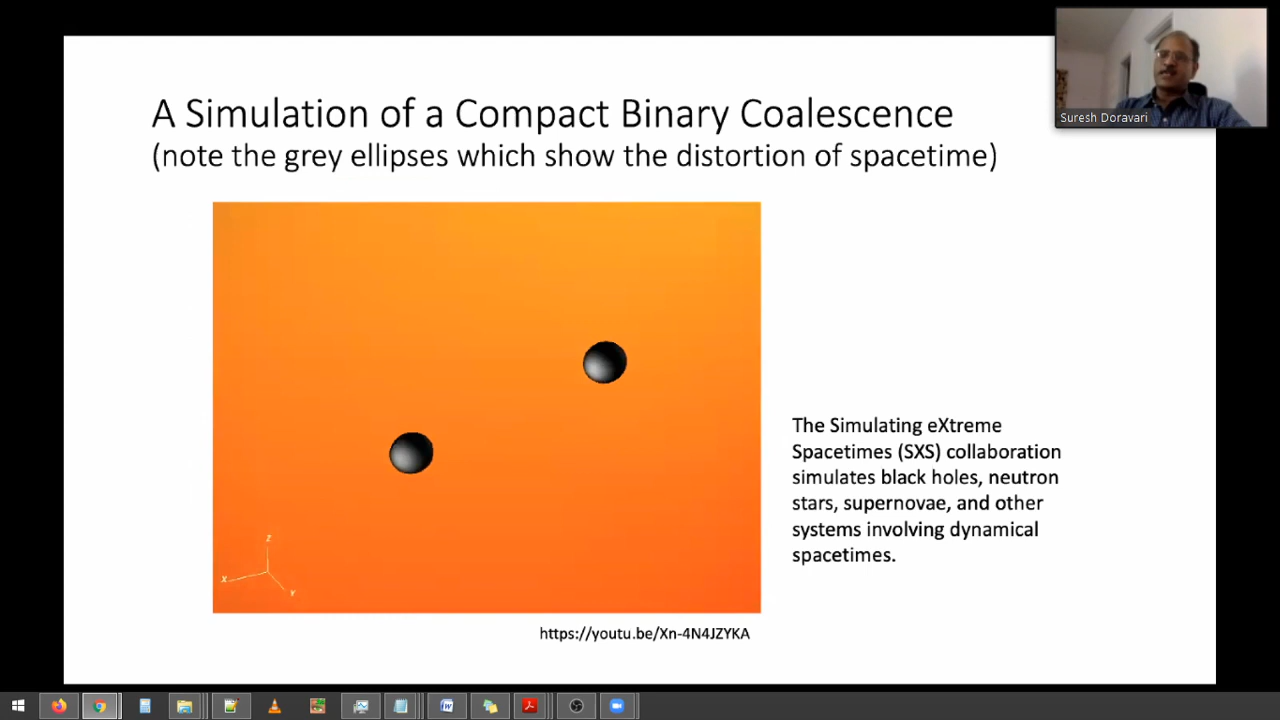 A Simulation of a Compact Binary Coalescence
(note the grey ellipses which show the distortion of spacetime)
Suresh Doravari
The Simulating eXtreme
Spacetimes (SXS) collaboration
simulates black holes, neutron
stars, supernovae, and other
systems involving dynamical
spacetimes.
Z
X
Y
https://youtu.be/Xn-4N4JZYKA